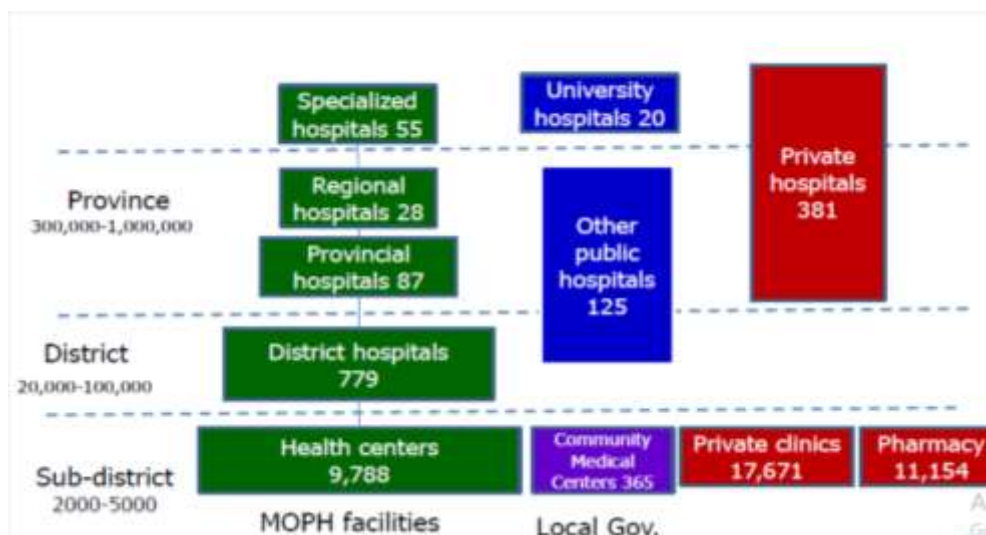 Specialized
hospitals 55
University
hospitals 20
Private
hospitals
381
Province
300,000-1,000,000
Regional
hospitals 28
Provincial
hospitals 87
Other
public
hospitals
125
District
20,000-100,000
District hospitals
779
Sub-district
2000-5000
Health centers
9,788
Community
Medical
Centers 365
Private clinics
17,671
Pharmacy
11,154
MOPH facilities
Local Gov.